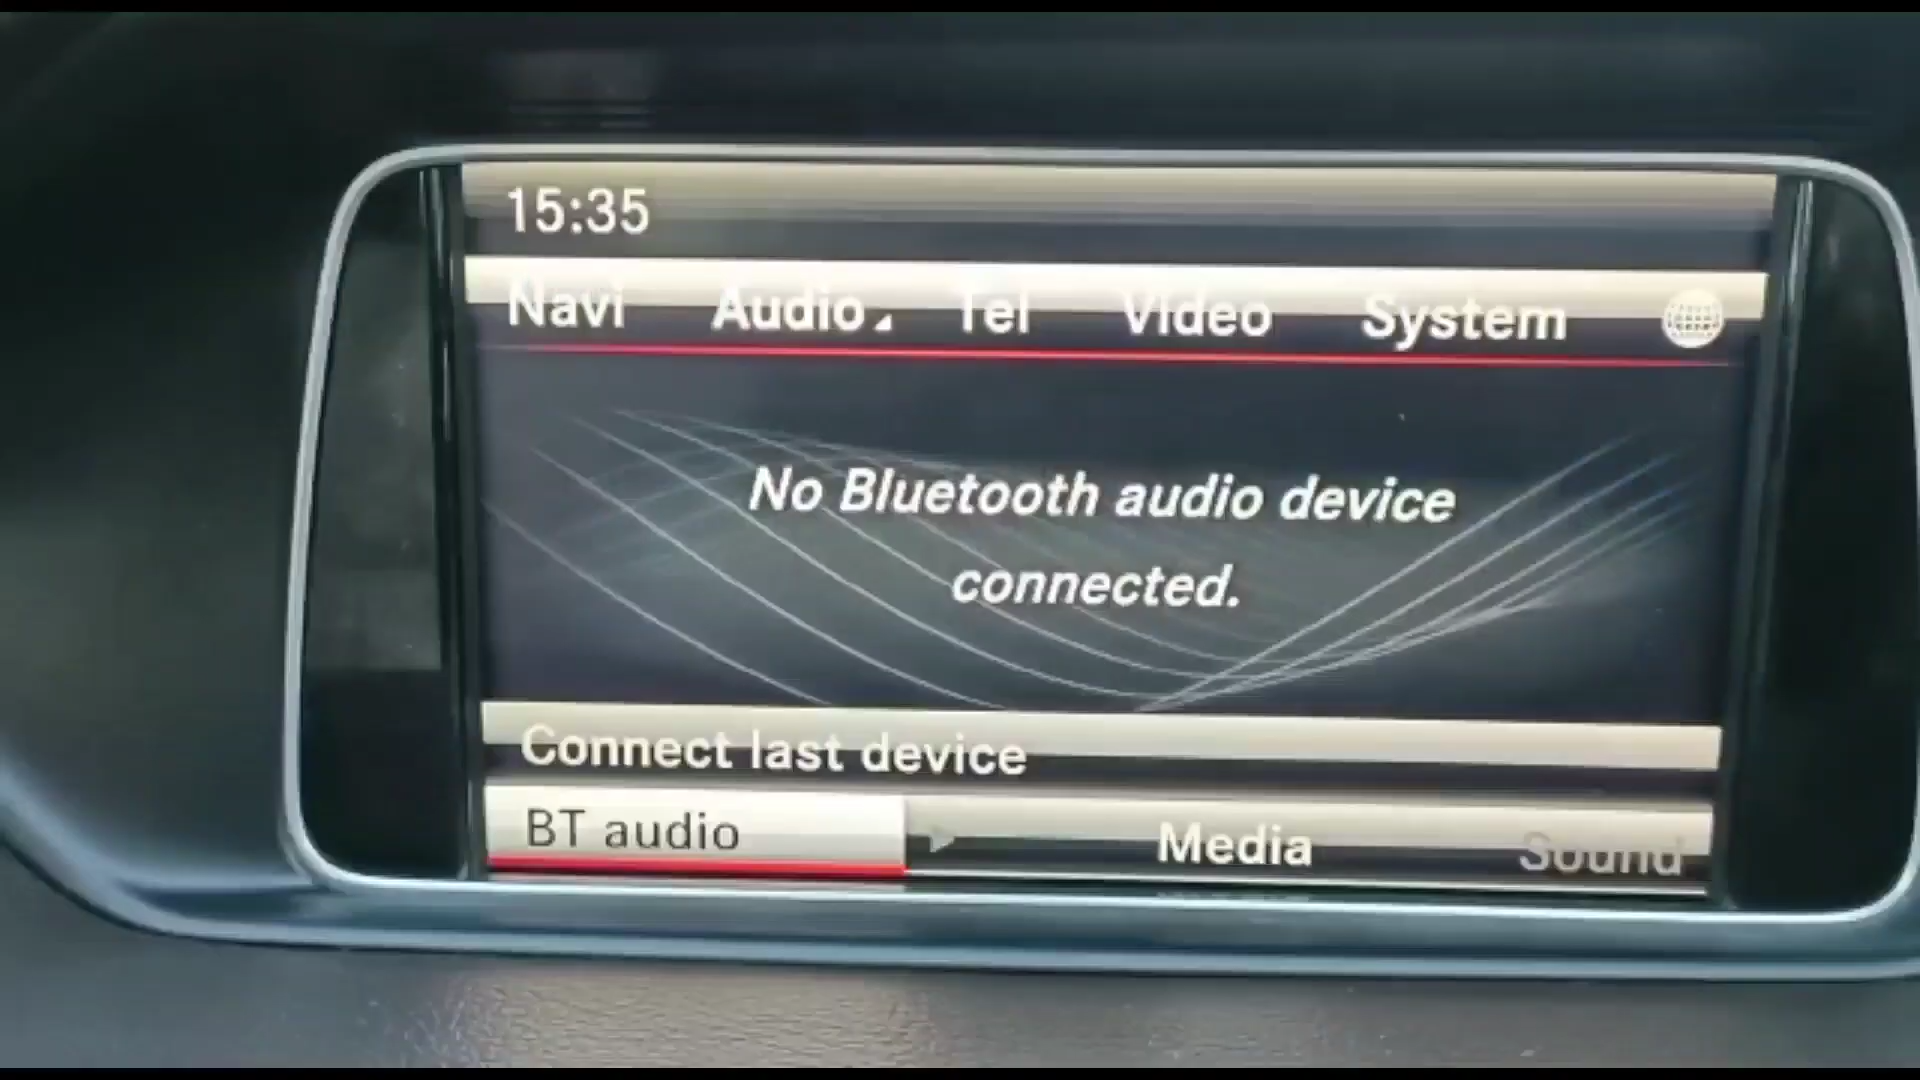 15:35
Navi Audio Tel Video System
No Bluetooth audio device
connected.
Connect last device
BT audio Media Sound